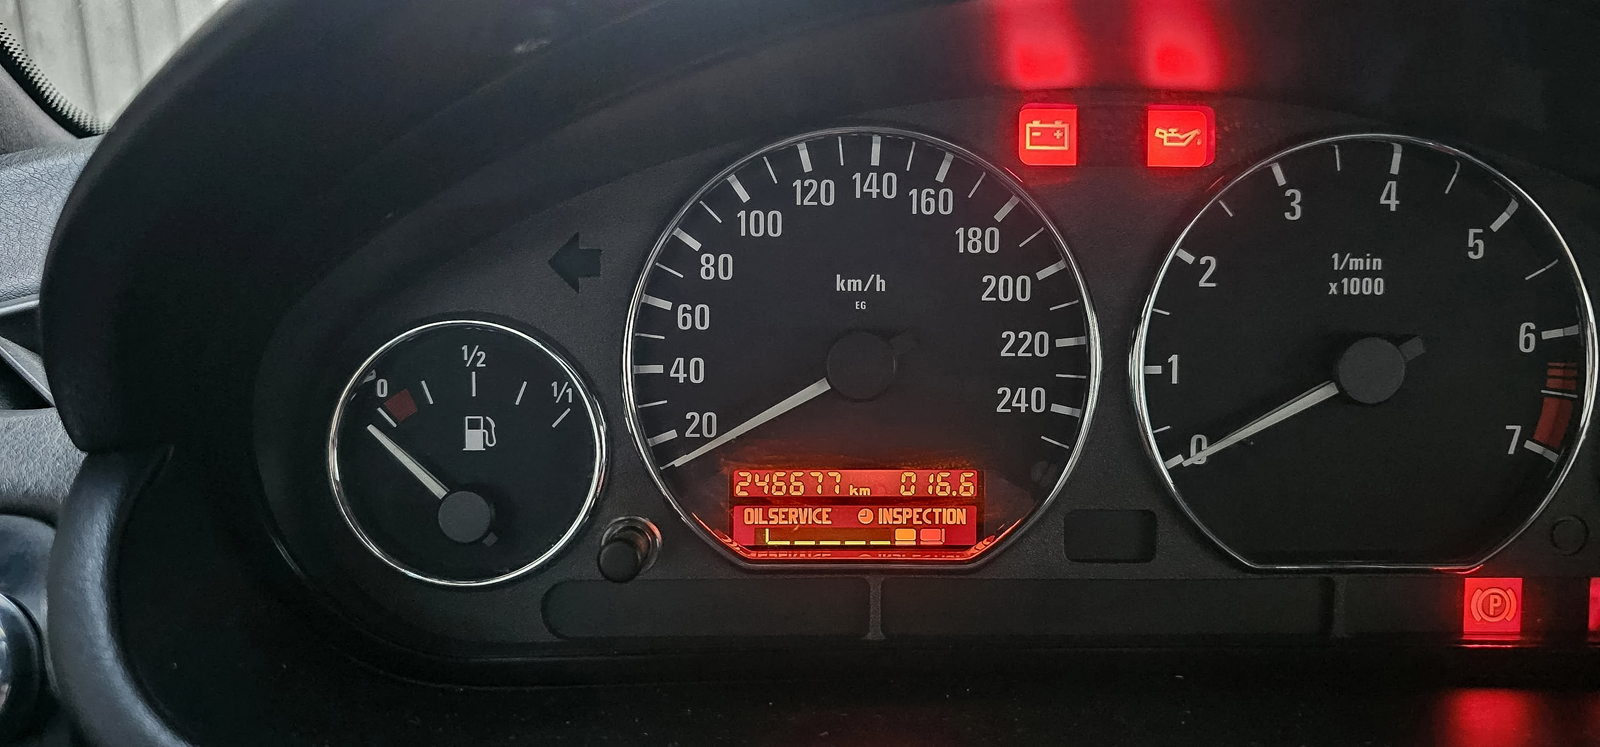 0 1/2 1/1
20 40 60 80 100 120 140 160 180 200 220 240
km/h
EG
246677 km 016.6
OILSERVICE INSPECTION
- +
0 1 2 3 4 5 6 7
1/min
x1000
P